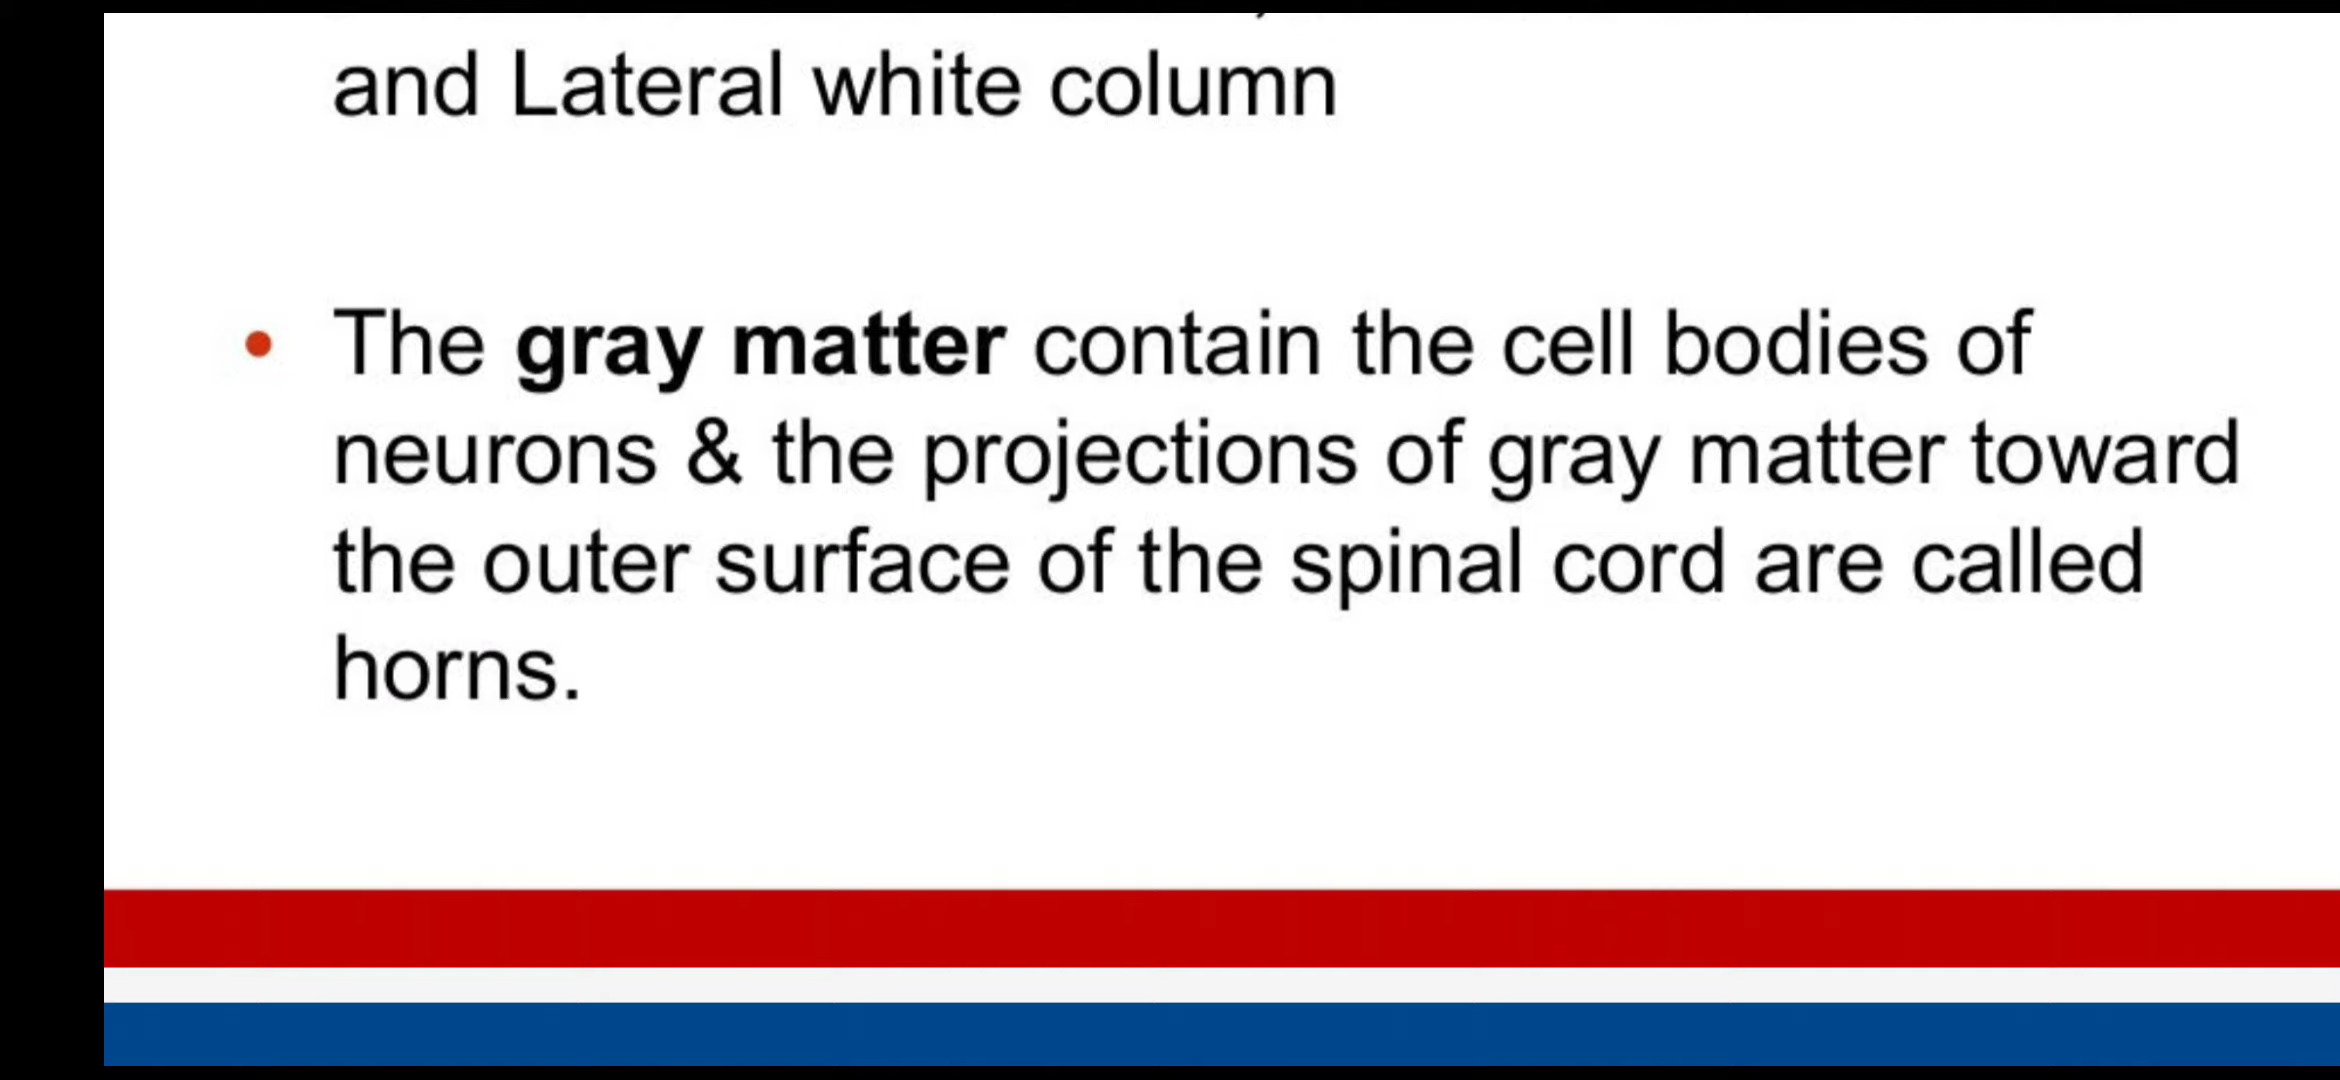 and Lateral white column
• The gray matter contain the cell bodies of
neurons & the projections of gray matter toward
the outer surface of the spinal cord are called
horns.